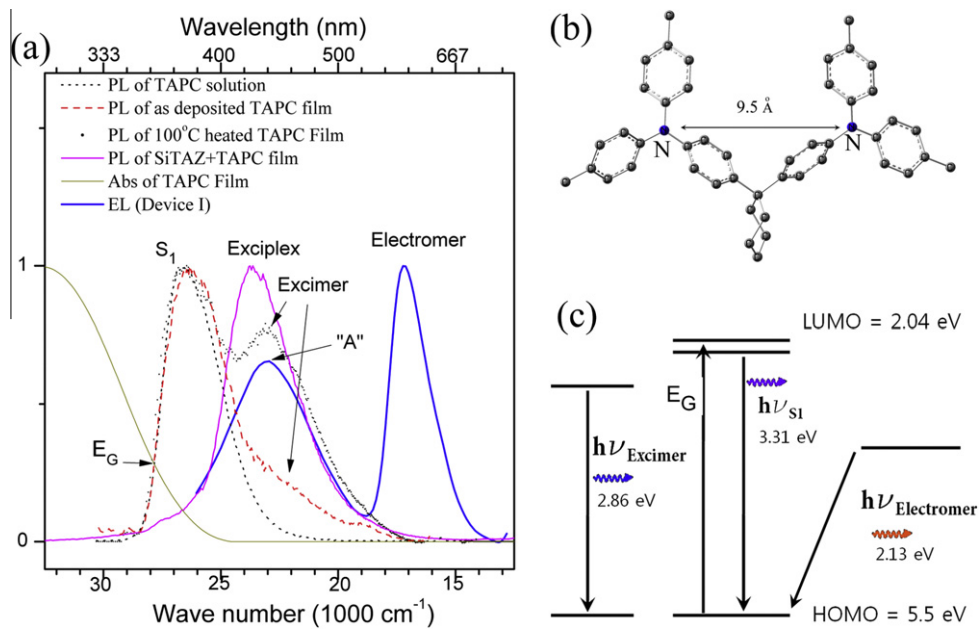 (a)
Wavelength (nm)
333 400 500 667
PL of TAPC solution
PL of as deposited TAPC film
PL of 100°C heated TAPC Film
PL of SiTAZ+TAPC film
Abs of TAPC Film
EL (Device I)
S1
Exciplex
Electromer
Excimer
"A"
EG
1
0
30 25 20 15
Wave number (1000 cm-1)
(b)
9.5 Å
N N
(c)
LUMO = 2.04 eV
EG
hνS1
3.31 eV
hνExcimer
2.86 eV
hνElectromer
2.13 eV
HOMO = 5.5 eV